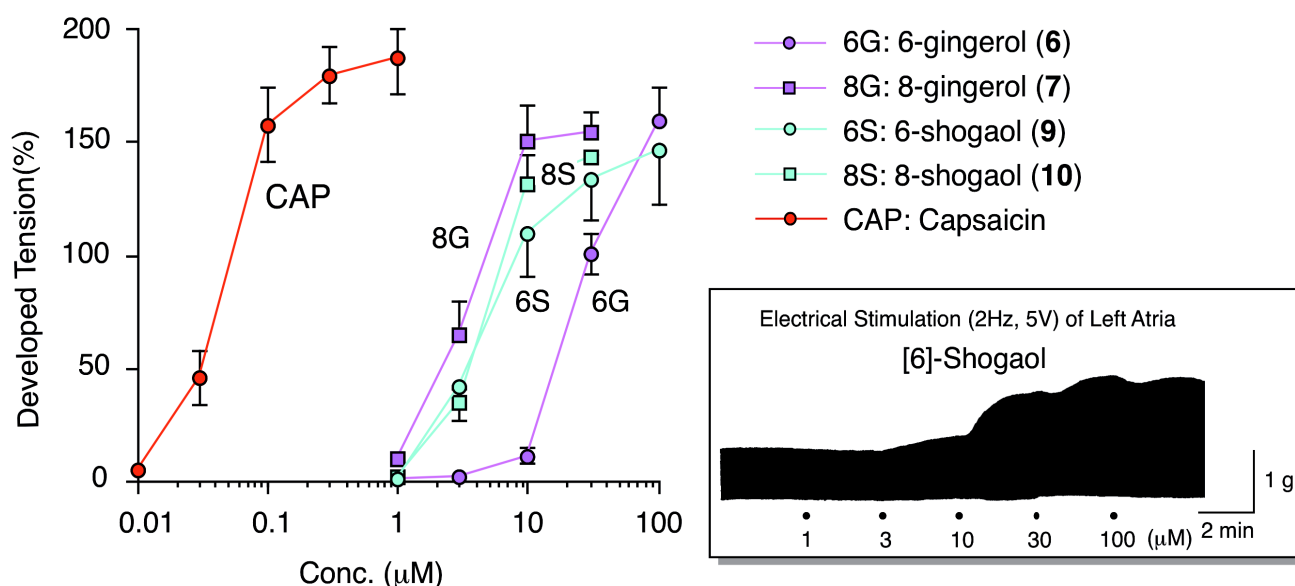 200
150
100
50
0
Developed Tension(%)
CAP
8G
8S
6S
6G
0.01
0.1
1
10
100
Conc. (μM)
6G: 6-gingerol (6)
8G: 8-gingerol (7)
6S: 6-shogaol (9)
8S: 8-shogaol (10)
CAP: Capsaicin
Electrical Stimulation (2Hz, 5V) of Left Atria
[6]-Shogaol
1 g
2 min
1 3 10 30 100 (μM)